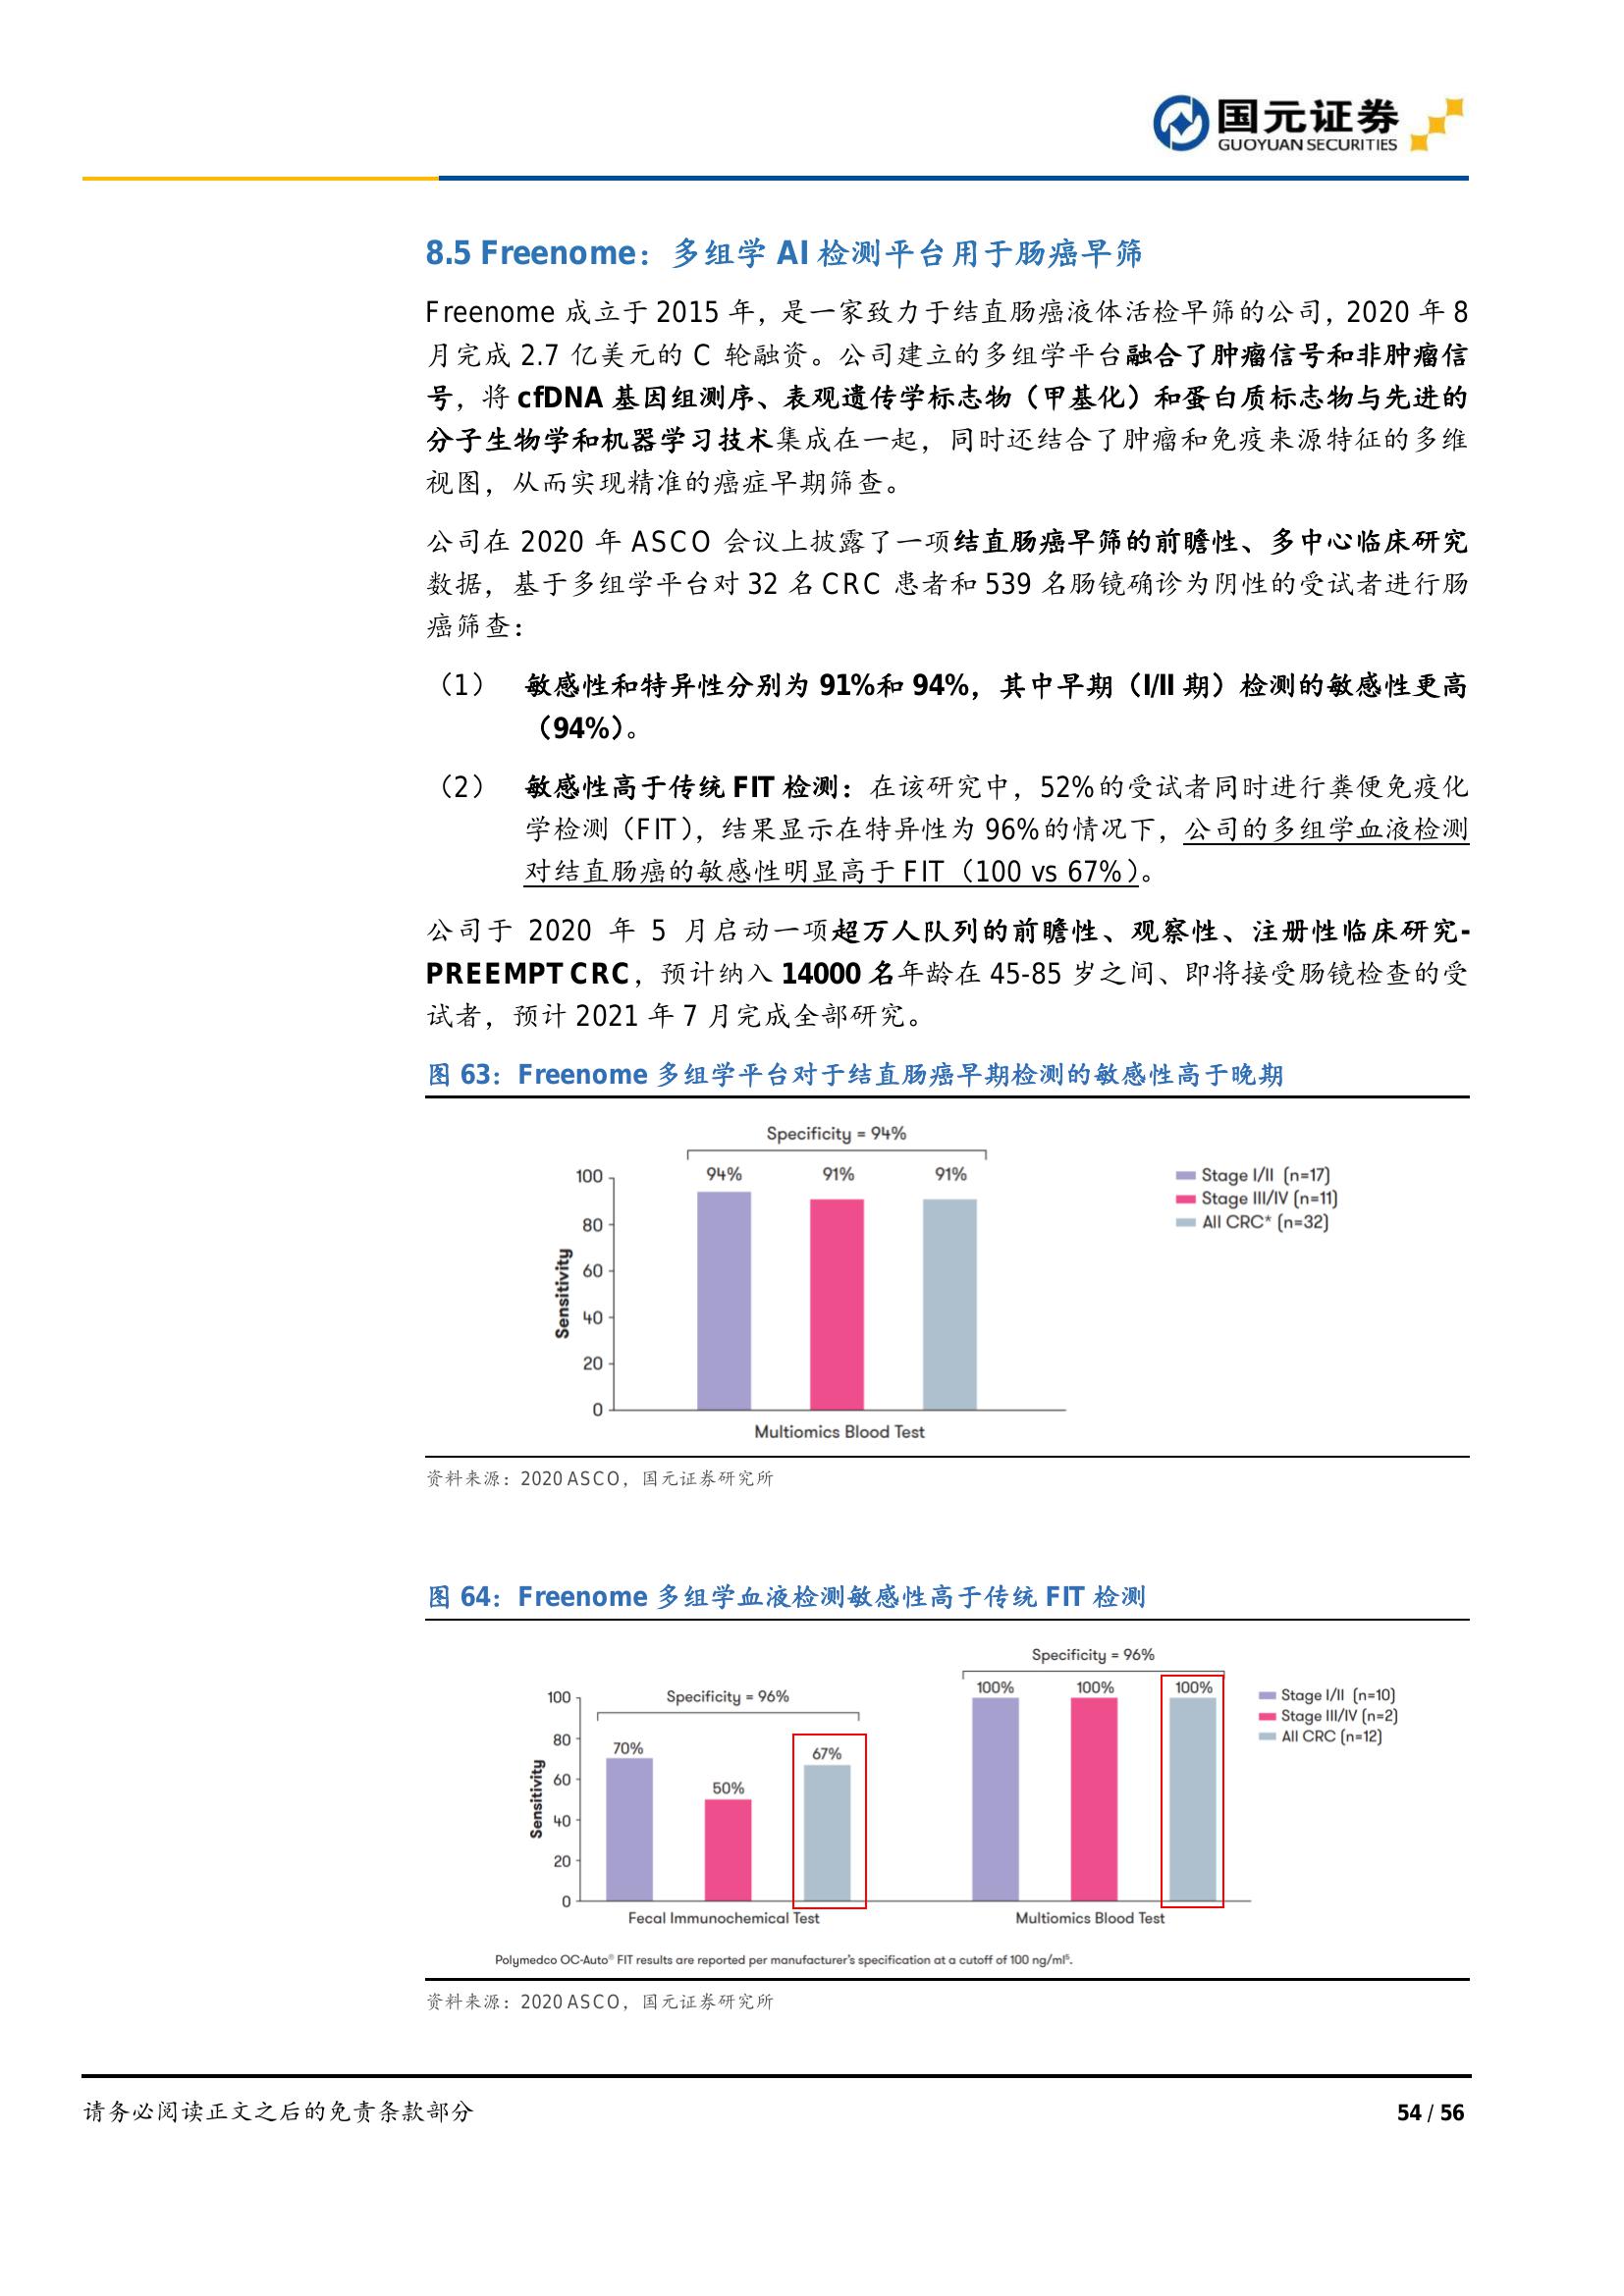 国元证券
GUOYUAN SECURITIES
8.5 Freenome：多组学 AI 检测平台用于肠癌早筛
Freenome 成立于 2015 年，是一家致力于结直肠癌液体活检早筛的公司，2020 年 8
月完成 2.7 亿美元的 C 轮融资。公司建立的多组学平台融合了肿瘤信号和非肿瘤信
号，将 cfDNA 基因组测序、表观遗传学标志物（甲基化）和蛋白质标志物与先进的
分子生物学和机器学习技术集成在一起，同时还结合了肿瘤和免疫来源特征的多维
视图，从而实现精准的癌症早期筛查。
公司在 2020 年 ASCO 会议上披露了一项结直肠癌早筛的前瞻性、多中心临床研究
数据，基于多组学平台对 32 名 CRC 患者和 539 名肠镜确诊为阴性的受试者进行肠
癌筛查：
（1） 敏感性和特异性分别为 91%和 94%，其中早期（I/II 期）检测的敏感性更高
（94%）。
（2） 敏感性高于传统 FIT 检测：在该研究中，52%的受试者同时进行粪便免疫化
学检测（FIT），结果显示在特异性为 96%的情况下，公司的多组学血液检测
对结直肠癌的敏感性明显高于 FIT（100 vs 67%）。
公司于 2020 年 5 月启动一项超万人队列的前瞻性、观察性、注册性临床研究-
PREEMPT CRC，预计纳入 14000 名年龄在 45-85 岁之间、即将接受肠镜检查的受
试者，预计 2021 年 7 月完成全部研究。
图 63：Freenome 多组学平台对于结直肠癌早期检测的敏感性高于晚期
Specificity = 94%
94% 91% 91%
100
80
60
40
20
0
Sensitivity
Multiomics Blood Test
Stage I/II (n=17)
Stage III/IV (n=11)
All CRC* (n=32)
资料来源：2020 ASCO，国元证券研究所
图 64：Freenome 多组学血液检测敏感性高于传统 FIT 检测
Specificity = 96%
70%
50%
67%
Specificity = 96%
100% 100% 100%
100
80
60
40
20
0
Sensitivity
Fecal Immunochemical Test
Multiomics Blood Test
Stage I/II (n=10)
Stage III/IV (n=2)
All CRC (n=12)
Polymedco OC-Auto® FIT results are reported per manufacturer's specification at a cutoff of 100 ng/ml⁵.
资料来源：2020 ASCO，国元证券研究所
请务必阅读正文之后的免责条款部分
54 / 56